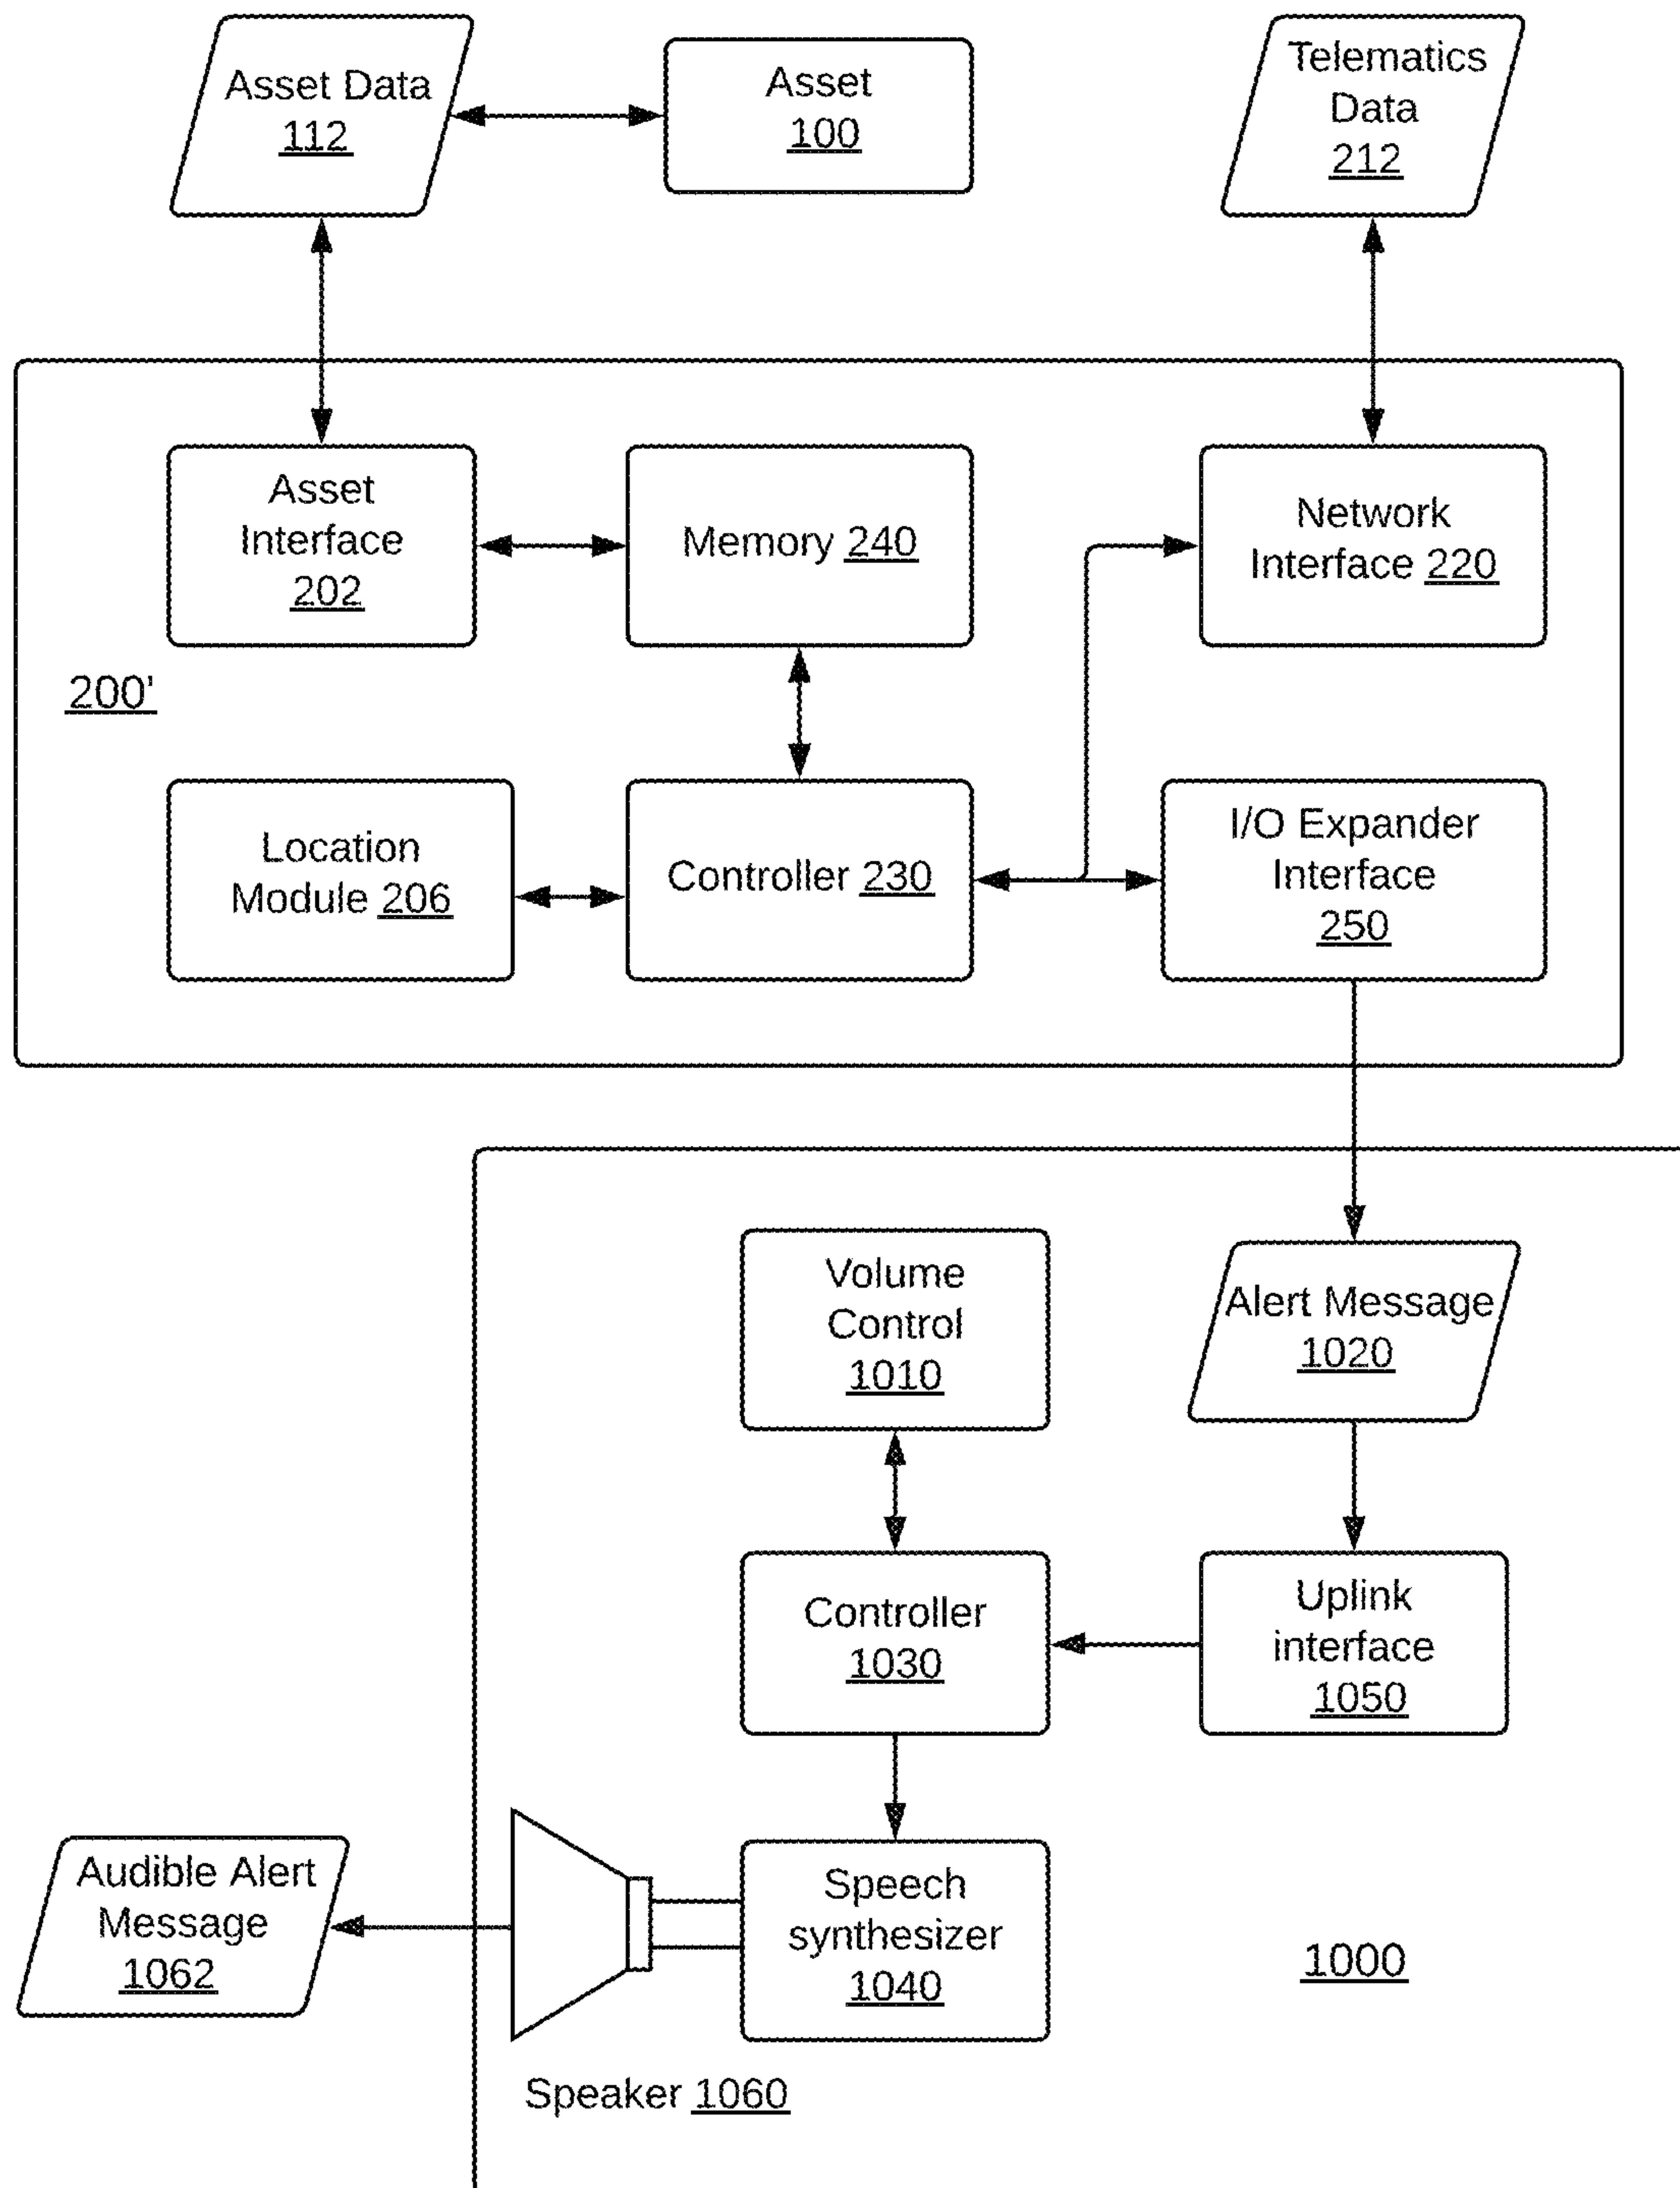 Asset Data
112
Asset
100
Telematics
Data
212
Asset
Interface
202
Memory 240
Network
Interface 220
200'
Location
Module 206
Controller 230
I/O Expander
Interface
250
Volume
Control
1010
Alert Message
1020
Controller
1030
Uplink
interface
1050
Audible Alert
Message
1062
Speech
synthesizer
1040
1000
Speaker 1060